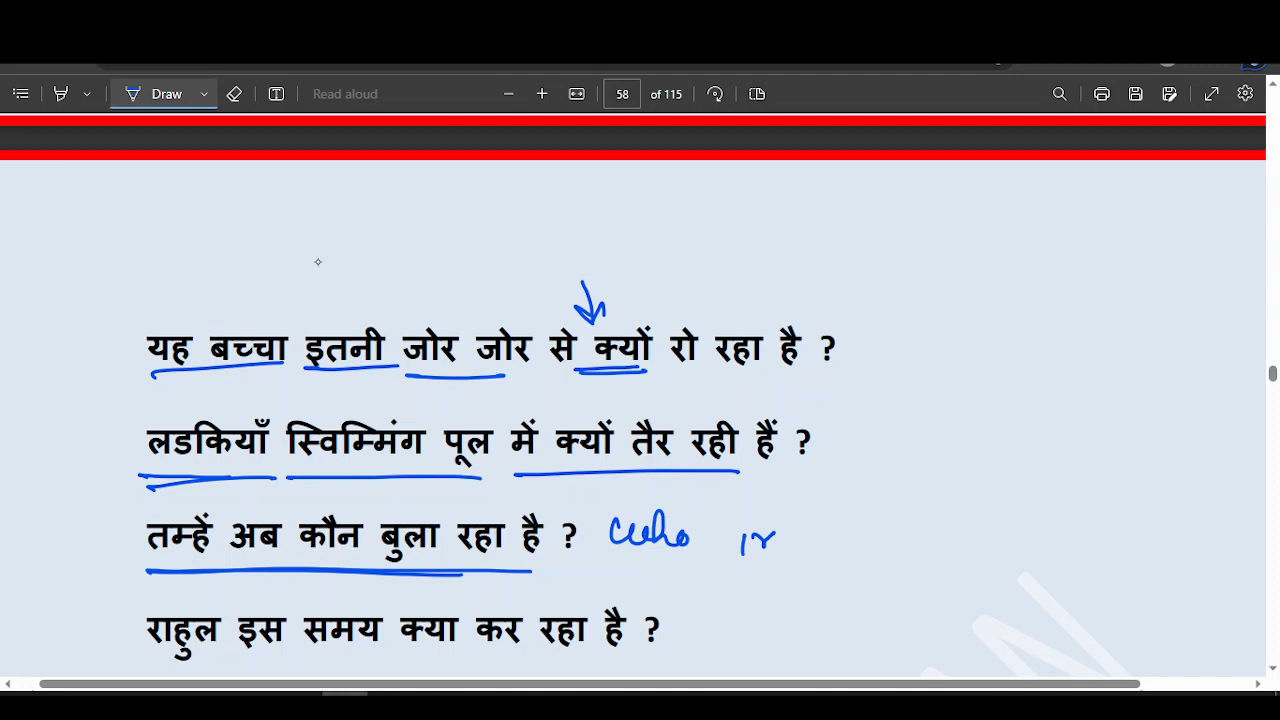 Draw Read aloud 58 of 115
यह बच्चा इतनी जोर जोर से क्यों रो रहा है ?
लडकियाँ स्विम्मिंग पूल में क्यों तैर रही हैं ?
तम्हें अब कौन बुला रहा है ? Who is
राहुल इस समय क्या कर रहा है ?